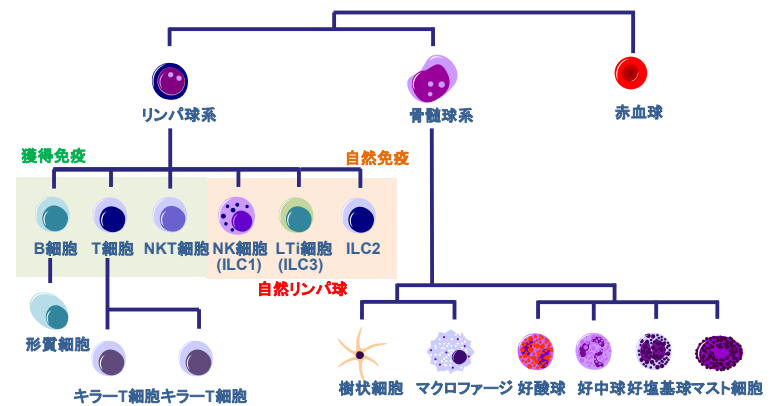 リンパ球系
骨髄球系
赤血球
獲得免疫
自然免疫
B細胞
T細胞
NKT細胞
NK細胞
(ILC1)
LTi細胞
(ILC3)
ILC2
自然リンパ球
形質細胞
キラーT細胞
キラーT細胞
樹状細胞
マクロファージ
好酸球
好中球
好塩基球
マスト細胞